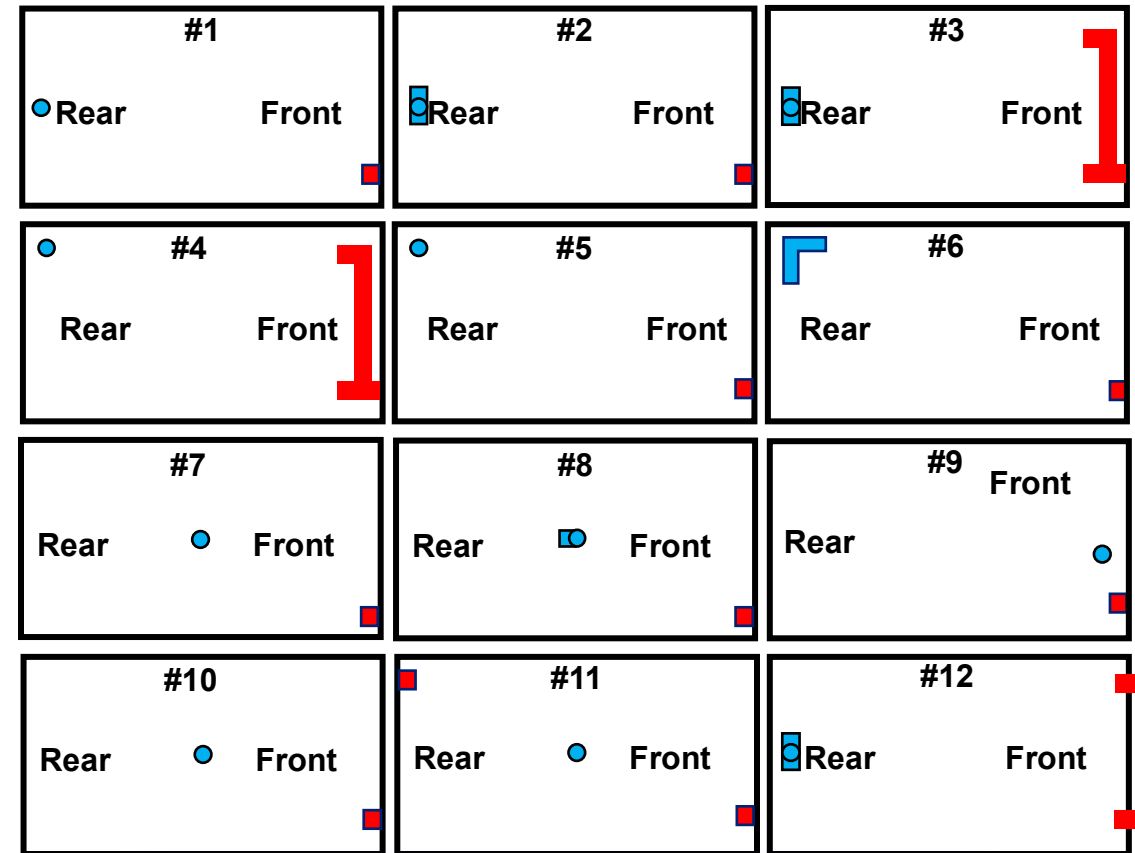 #1 #2 #3
Rear Front Rear Front Rear Front
#4 #5 #6
Rear Front Rear Front Rear Front
#7 #8 #9
Front
Rear Front Rear Front Rear
#10 #11 #12
Rear Front Rear Front Rear Front